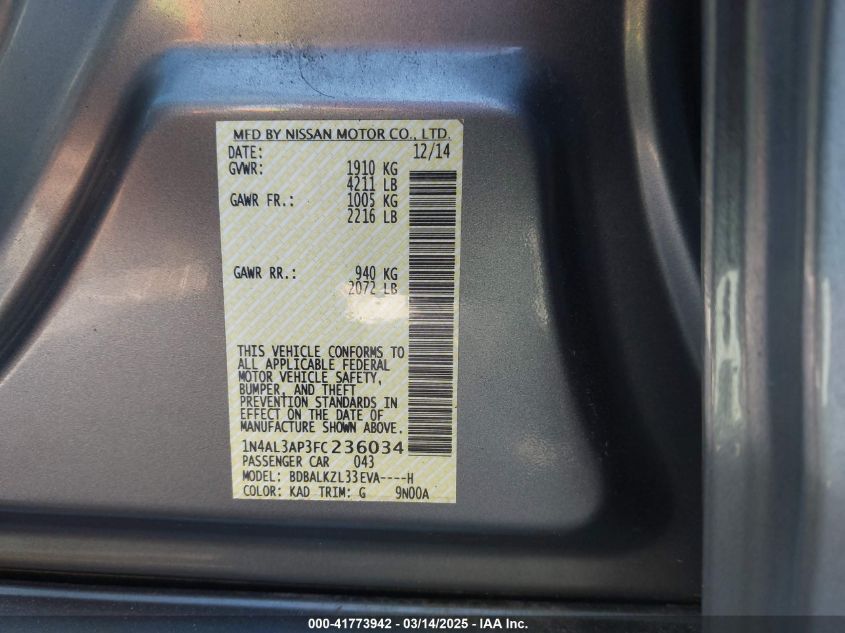 MFD BY NISSAN MOTOR CO., LTD.
DATE: 12/14
GVWR: 1910 KG
4211 LB
GAWR FR.: 1005 KG
2216 LB
GAWR RR.: 940 KG
2072 LB
THIS VEHICLE CONFORMS TO
ALL APPLICABLE FEDERAL
MOTOR VEHICLE SAFETY,
BUMPER, AND THEFT
PREVENTION STANDARDS IN
EFFECT ON THE DATE OF
MANUFACTURE SHOWN ABOVE.
1N4AL3AP3FC236034
PASSENGER CAR 043
MODEL: BDBALKZL33EVA----H
COLOR: KAD TRIM: G 9N00A
000-41773942 — 03/14/2025 — IAA Inc.